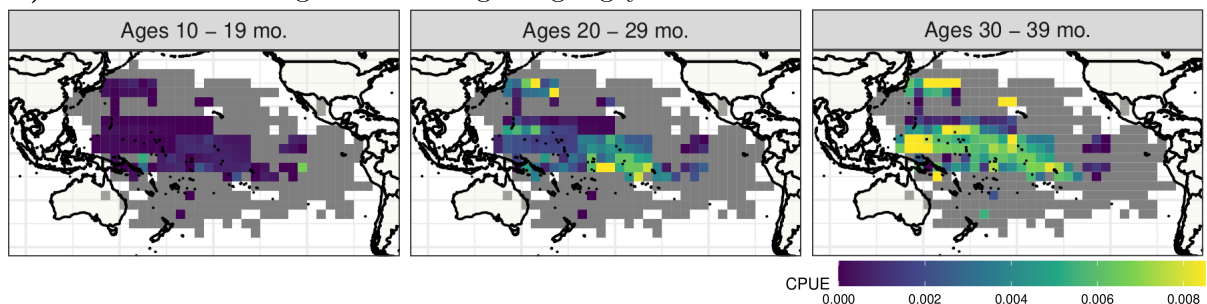 Ages 10 − 19 mo.
Ages 20 − 29 mo.
Ages 30 − 39 mo.
CPUE
0.000 0.002 0.004 0.006 0.008